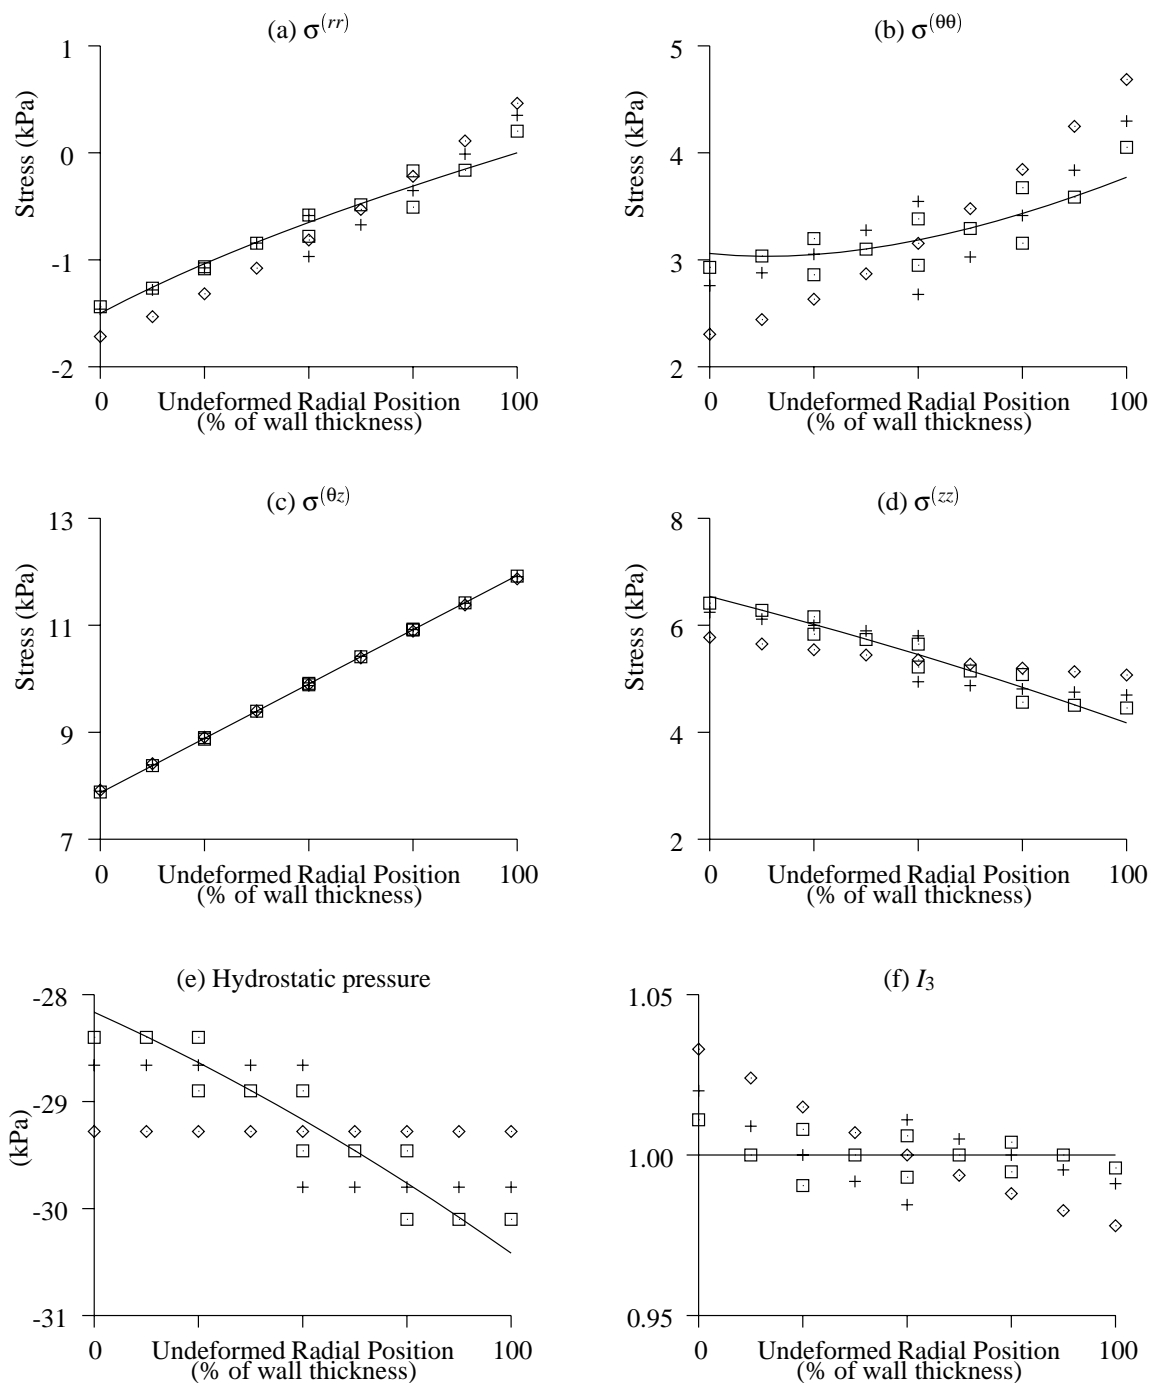 (a) σ(rr)
1
0
-1
-2
Stress (kPa)
0
Undeformed Radial Position
100
(% of wall thickness)
(b) σ(θθ)
5
4
3
2
Stress (kPa)
0
Undeformed Radial Position
100
(% of wall thickness)
(c) σ(θz)
13
11
9
7
Stress (kPa)
0
Undeformed Radial Position
100
(% of wall thickness)
(d) σ(zz)
8
6
4
2
Stress (kPa)
0
Undeformed Radial Position
100
(% of wall thickness)
(e) Hydrostatic pressure
-28
-29
-30
-31
(kPa)
0
Undeformed Radial Position
100
(% of wall thickness)
(f) I3
1.05
1.00
0.95
0
Undeformed Radial Position
100
(% of wall thickness)